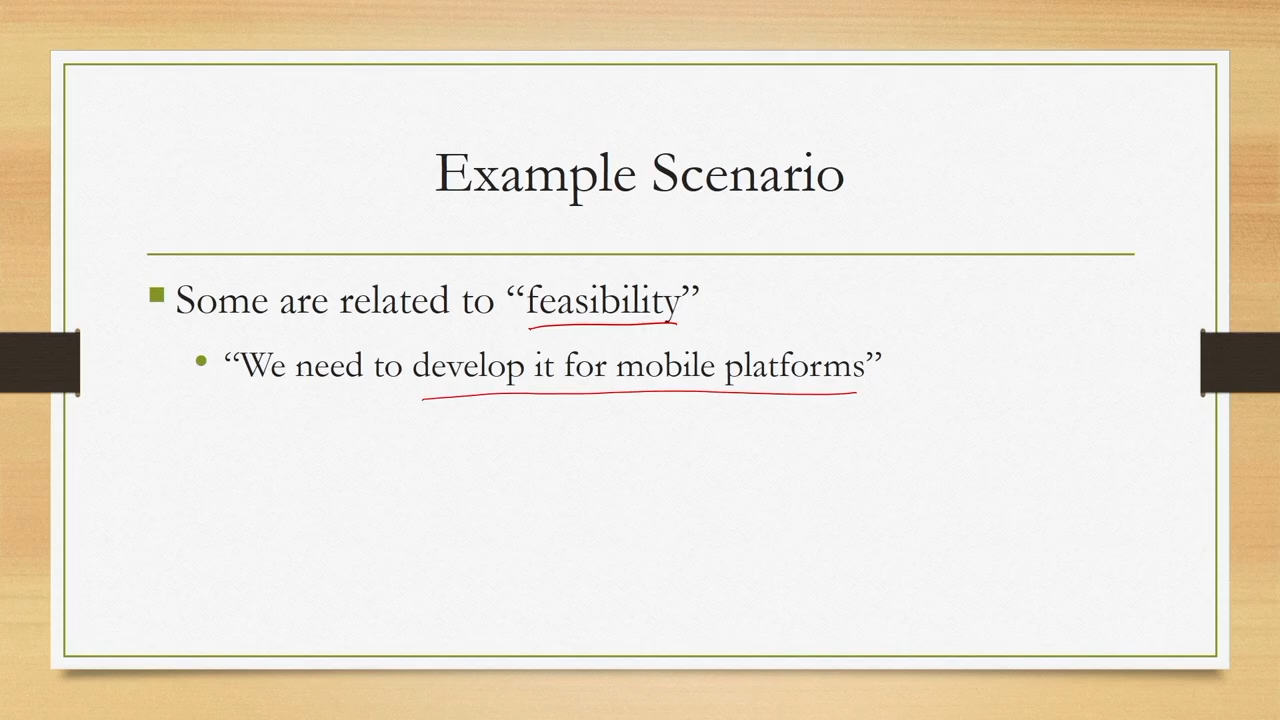 Example Scenario
Some are related to “feasibility”
“We need to develop it for mobile platforms”